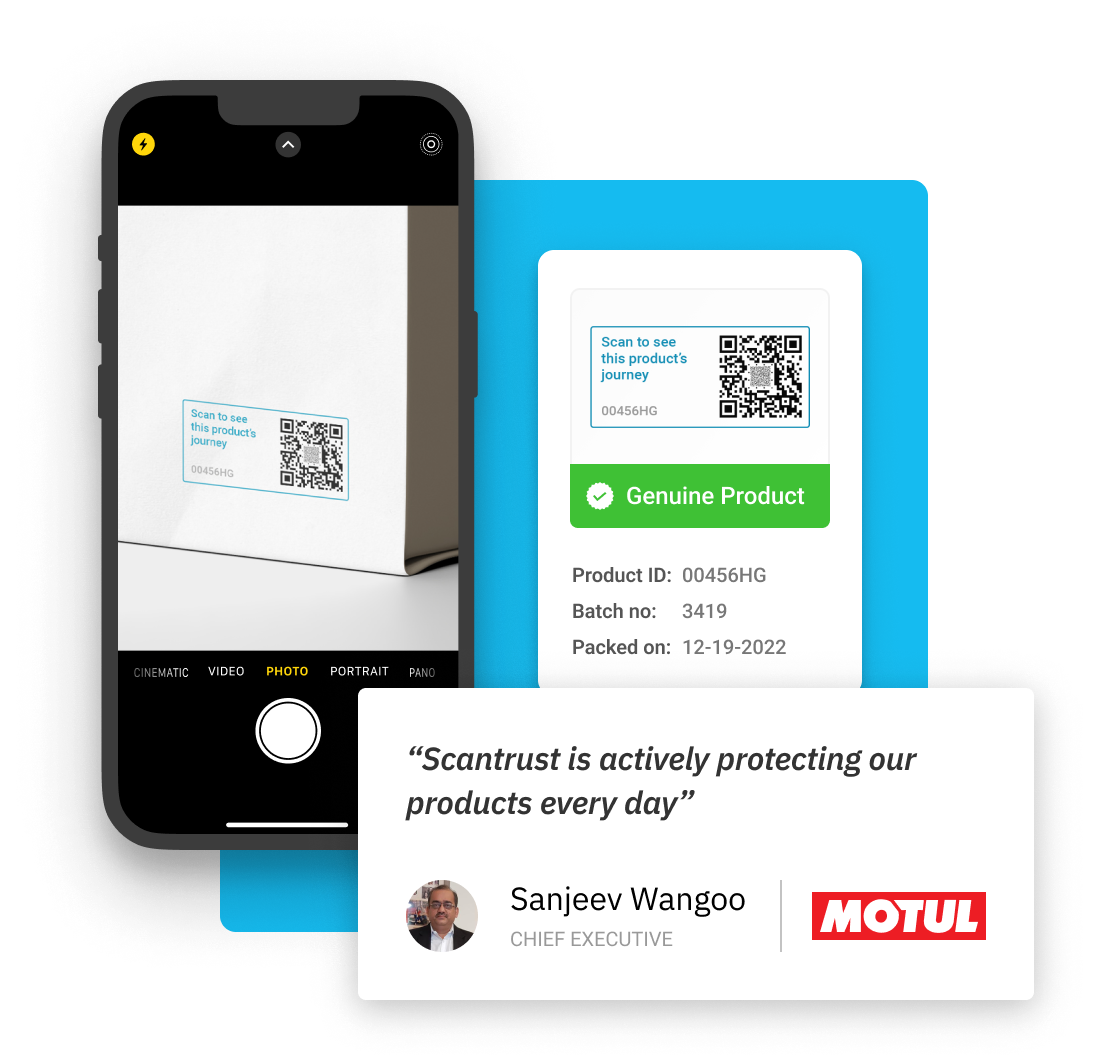 Scan to see
this product's
journey
00456HG
CINEMATIC VIDEO PHOTO PORTRAIT PANO
Scan to see
this product's
journey
00456HG
Genuine Product
Product ID: 00456HG
Batch no: 3419
Packed on: 12-19-2022
“Scantrust is actively protecting our
products every day”
Sanjeev Wangoo
CHIEF EXECUTIVE
MOTUL